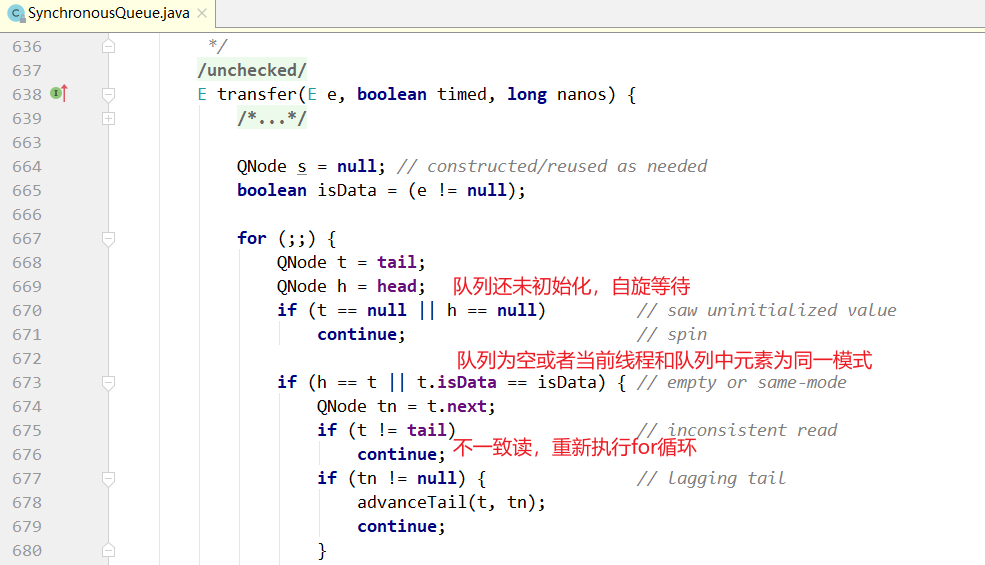 SynchronousQueue.java
636 */
637 /unchecked/
638 E transfer(E e, boolean timed, long nanos) {
639 /*...*/
663
664 QNode s = null; // constructed/reused as needed
665 boolean isData = (e != null);
666
667 for (;;) {
668 QNode t = tail;
669 QNode h = head; 队列还未初始化，自旋等待
670 if (t == null || h == null) // saw uninitialized value
671 continue; // spin
672 队列为空或者当前线程和队列中元素为同一模式
673 if (h == t || t.isData == isData) { // empty or same-mode
674 QNode tn = t.next;
675 if (t != tail) // inconsistent read
676 continue; 不一致读，重新执行for循环
677 if (tn != null) { // lagging tail
678 advanceTail(t, tn);
679 continue;
680 }